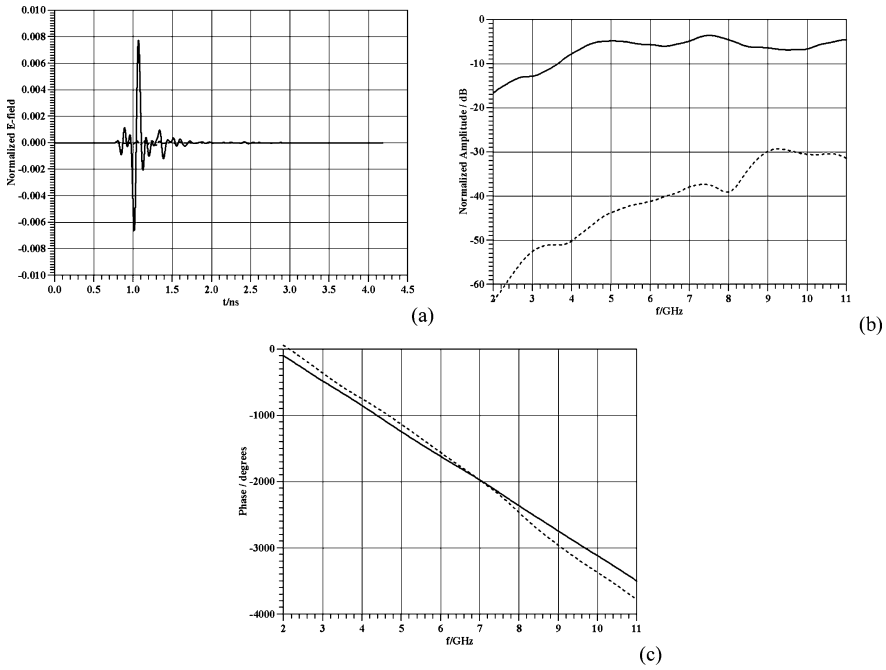 0.010
0.008
0.006
0.004
0.002
0.000
-0.002
-0.004
-0.006
-0.008
-0.010
Normalized E-field
0.0 0.5 1.0 1.5 2.0 2.5 3.0 3.5 4.0 4.5
t/ns
(a)
0
-10
-20
-30
-40
-50
-60
Normalized Amplitude / dB
2 3 4 5 6 7 8 9 10 11
f/GHz
(b)
0
-1000
-2000
-3000
-4000
Phase / degrees
2 3 4 5 6 7 8 9 10 11
f/GHz
(c)